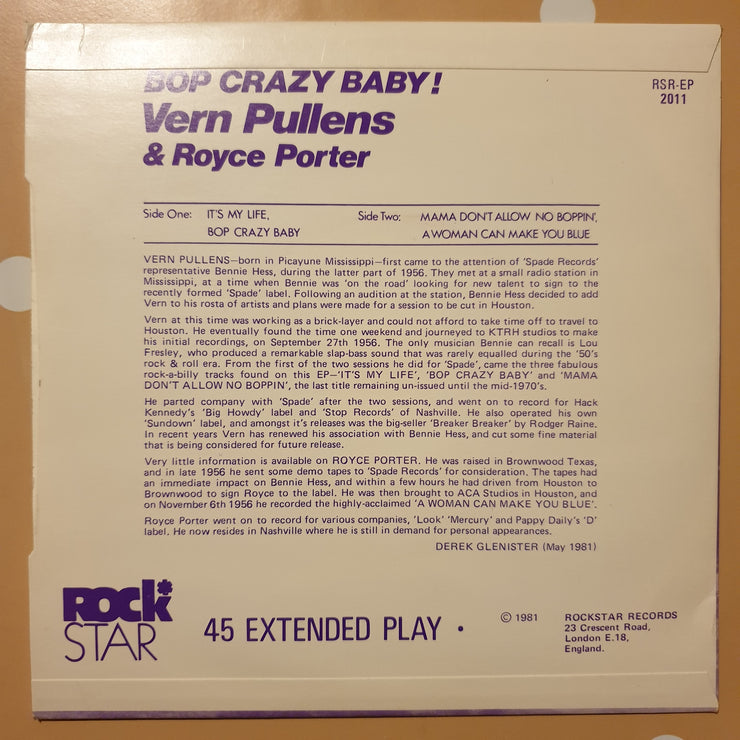 BOP CRAZY BABY!
Vern Pullens
& Royce Porter
RSR-EP
2011
Side One: IT'S MY LIFE,
BOP CRAZY BABY
Side Two: MAMA DON'T ALLOW NO BOPPIN',
A WOMAN CAN MAKE YOU BLUE
VERN PULLENS—born in Picayune Mississippi—first came to the attention of 'Spade Records'
representative Bennie Hess, during the latter part of 1956. They met at a small radio station in
Mississippi, at a time when Bennie was 'on the road' looking for new talent to sign to the
recently formed 'Spade' label. Following an audition at the station, Bennie Hess decided to add
Vern to his rosta of artists and plans were made for a session to be cut in Houston.
Vern at this time was working as a brick-layer and could not afford to take time off to travel to
Houston. He eventually found the time one weekend and journeyed to KTRH studios to make
his initial recordings, on September 27th 1956. The only musician Bennie can recall is Lou
Fresley, who produced a remarkable slap-bass sound that was rarely equalled during the '50's
rock & roll era. From the first of the two sessions he did for 'Spade', came the three fabulous
rock-a-billy tracks found on this EP—'IT'S MY LIFE', 'BOP CRAZY BABY' and 'MAMA
DON'T ALLOW NO BOPPIN', the last title remaining un-issued until the mid-1970's.
He parted company with 'Spade' after the two sessions, and went on to record for Hack
Kennedy's 'Big Howdy' label and 'Stop Records' of Nashville. He also operated his own
'Sundown' label, and amongst it's releases was the big-seller 'Breaker Breaker' by Rodger Raine.
In recent years Vern has renewed his association with Bennie Hess, and cut some fine material
that is being considered for future release.
Very little information is available on ROYCE PORTER. He was raised in Brownwood Texas,
and in late 1956 he sent some demo tapes to 'Spade Records' for consideration. The tapes had
an immediate impact on Bennie Hess, and within a few hours he had driven from Houston to
Brownwood to sign Royce to the label. He was then brought to ACA Studios in Houston, and
on November 6th 1956 he recorded the highly-acclaimed 'A WOMAN CAN MAKE YOU BLUE'.
Royce Porter went on to record for various companies, 'Look' 'Mercury' and Pappy Daily's 'D'
label. He now resides in Nashville where he is still in demand for personal appearances.
DEREK GLENISTER (May 1981)
ROCK
STAR
45 EXTENDED PLAY •
© 1981
ROCKSTAR RECORDS
23 Crescent Road,
London E.18,
England.